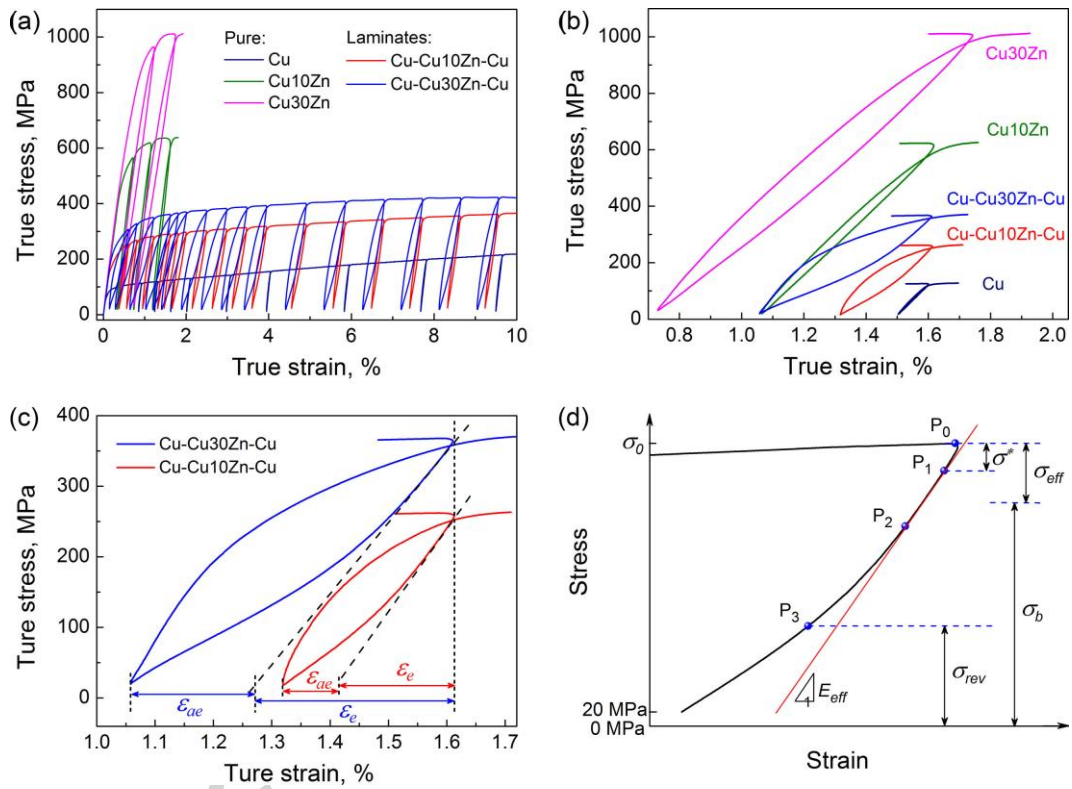 (a)
True stress, MPa
1000
800
600
400
200
0
Pure:
Cu
Cu10Zn
Cu30Zn
Laminates:
Cu-Cu10Zn-Cu
Cu-Cu30Zn-Cu
0 2 4 6 8 10
True strain, %
(b)
True stress, MPa
1000
800
600
400
200
0
Cu30Zn
Cu10Zn
Cu-Cu30Zn-Cu
Cu-Cu10Zn-Cu
Cu
0.8 1.0 1.2 1.4 1.6 1.8 2.0
True strain, %
(c)
Ture stress, MPa
400
300
200
100
0
Cu-Cu30Zn-Cu
Cu-Cu10Zn-Cu
εae
εe
εae
εe
1.0 1.1 1.2 1.3 1.4 1.5 1.6 1.7
Ture strain, %
(d)
Stress
σ0
P0
P1
P2
P3
σ*
σeff
σb
σrev
1
Eeff
20 MPa
0 MPa
Strain